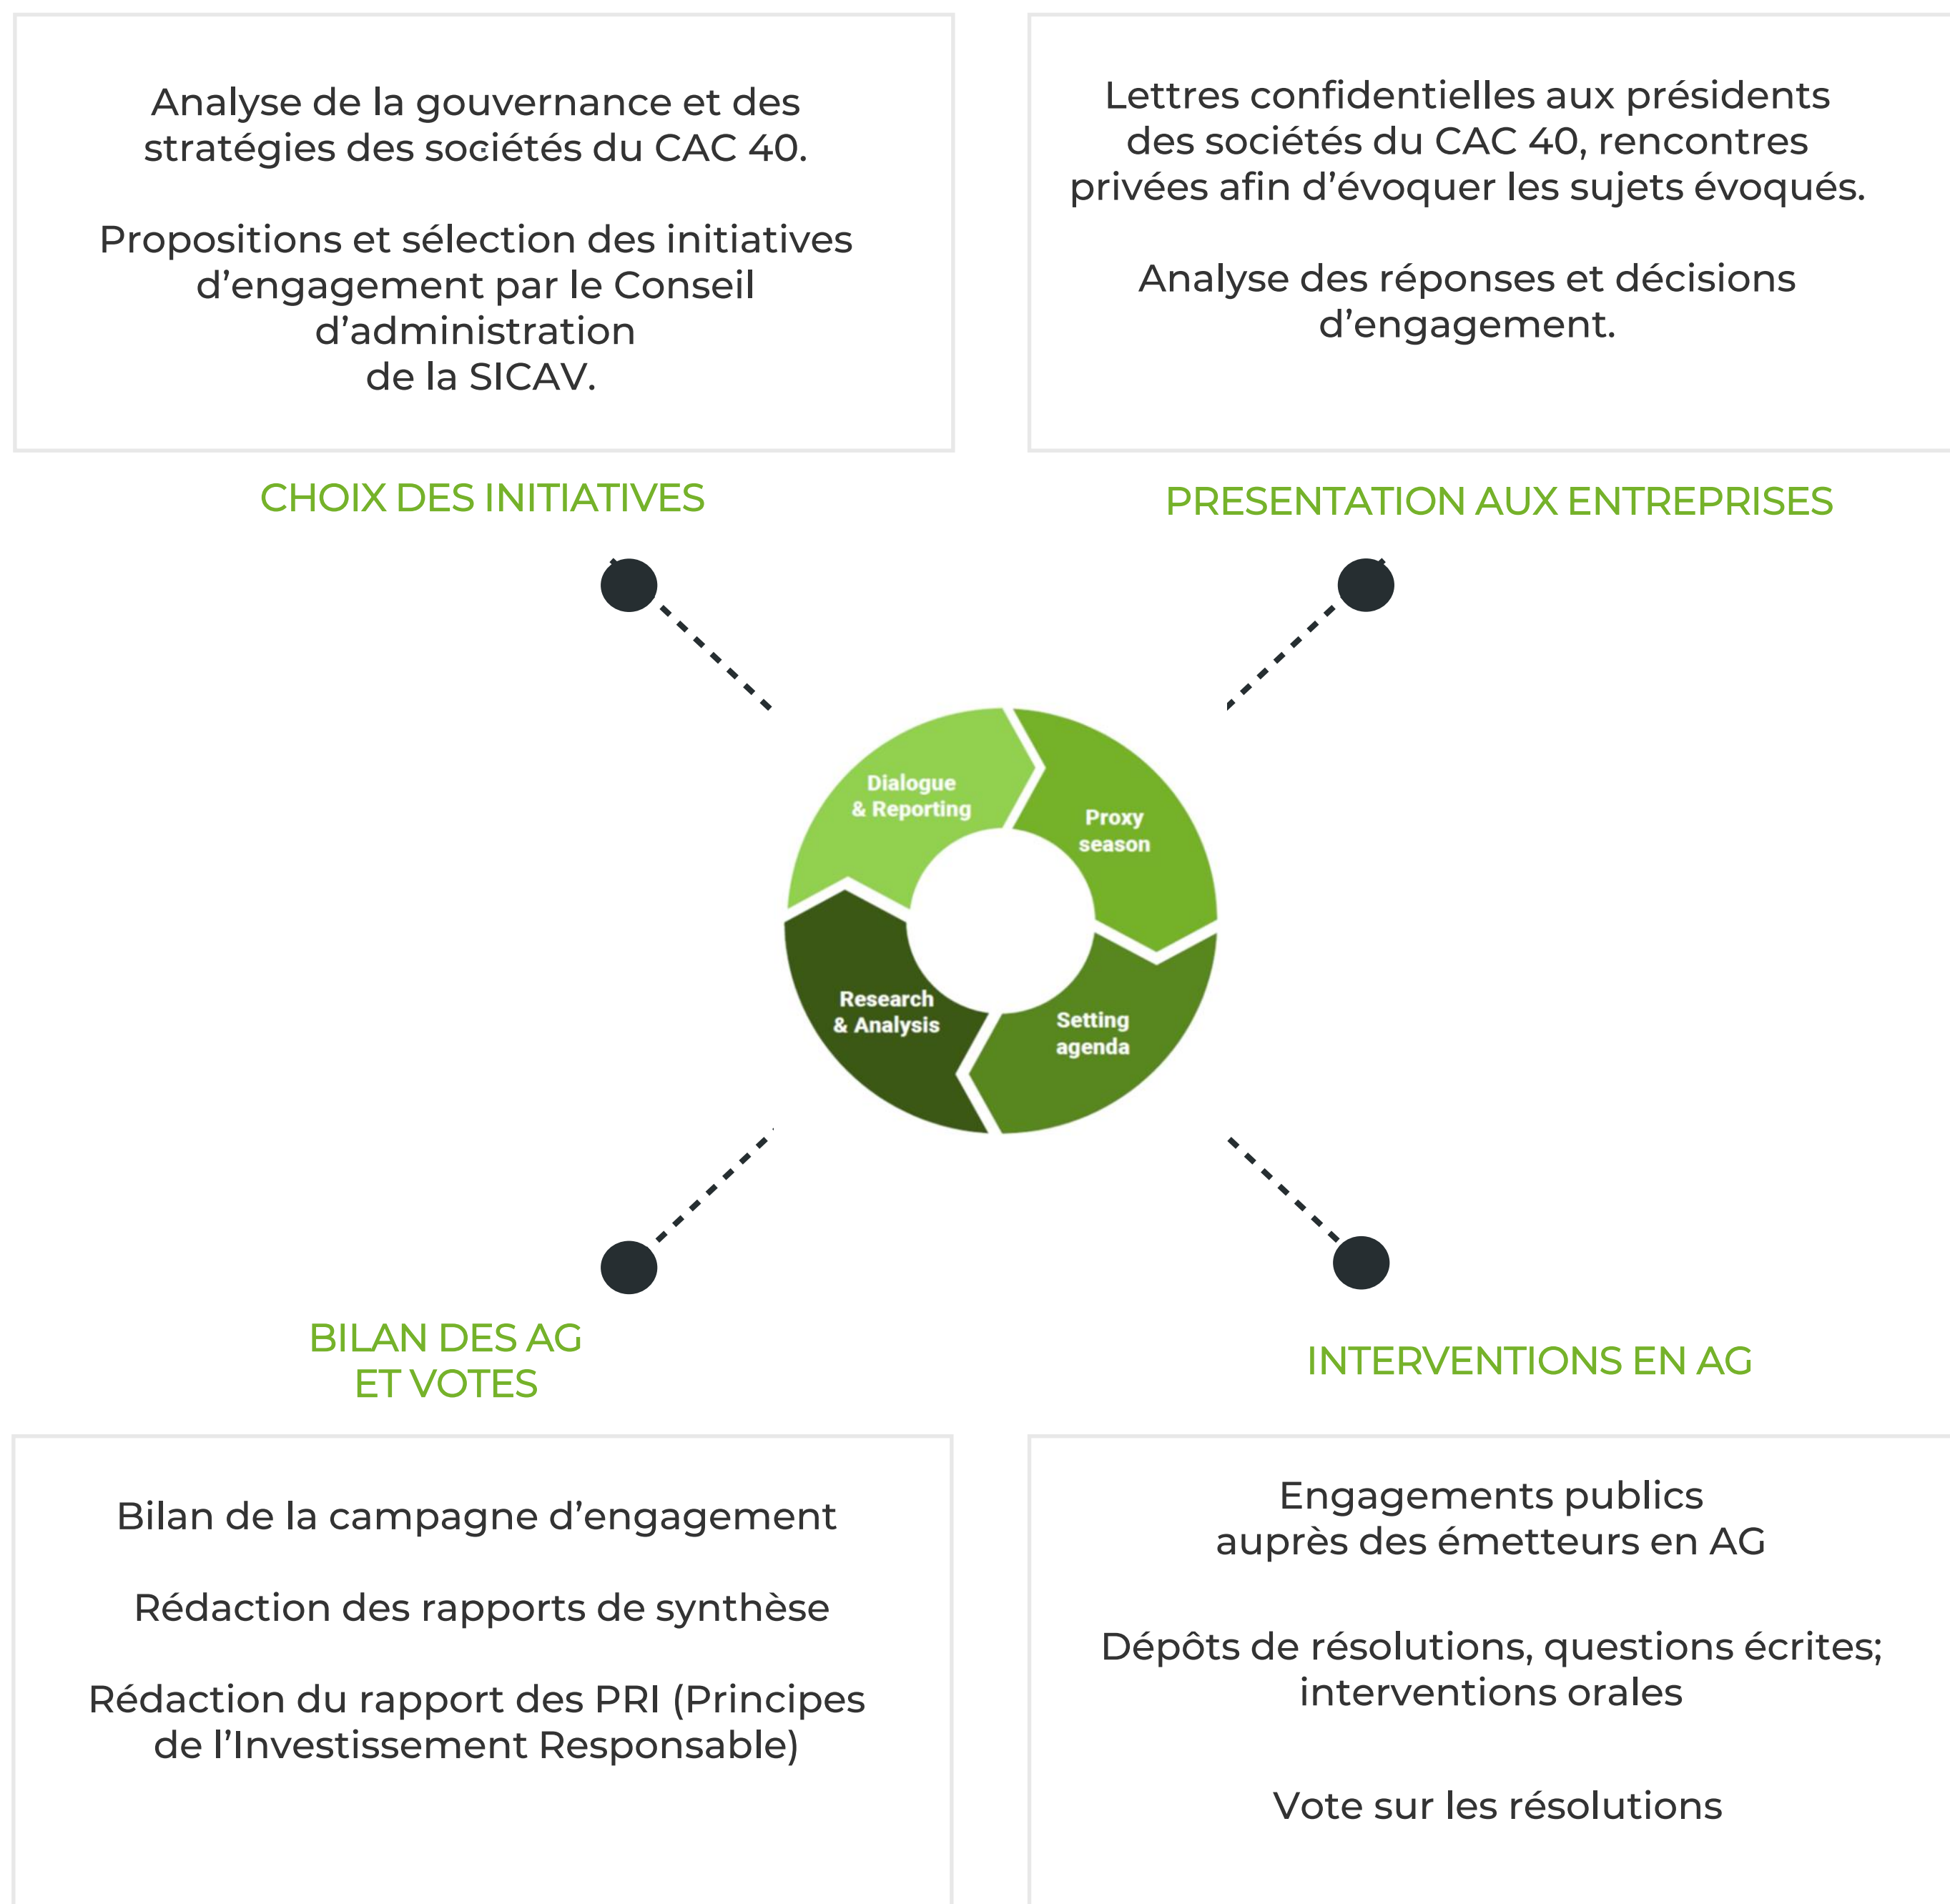 Analyse de la gouvernance et des
stratégies des sociétés du CAC 40.
Propositions et sélection des initiatives
d'engagement par le Conseil
d'administration
de la SICAV.
CHOIX DES INITIATIVES
Lettres confidentielles aux présidents
des sociétés du CAC 40, rencontres
privées afin d'évoquer les sujets évoqués.
Analyse des réponses et décisions
d'engagement.
PRESENTATION AUX ENTREPRISES
Dialogue
& Reporting
Proxy
season
Research
& Analysis
Setting
agenda
BILAN DES AG
ET VOTES
Bilan de la campagne d'engagement
Rédaction des rapports de synthèse
Rédaction du rapport des PRI (Principes
de l'Investissement Responsable)
INTERVENTIONS EN AG
Engagements publics
auprès des émetteurs en AG
Dépôts de résolutions, questions écrites;
interventions orales
Vote sur les résolutions